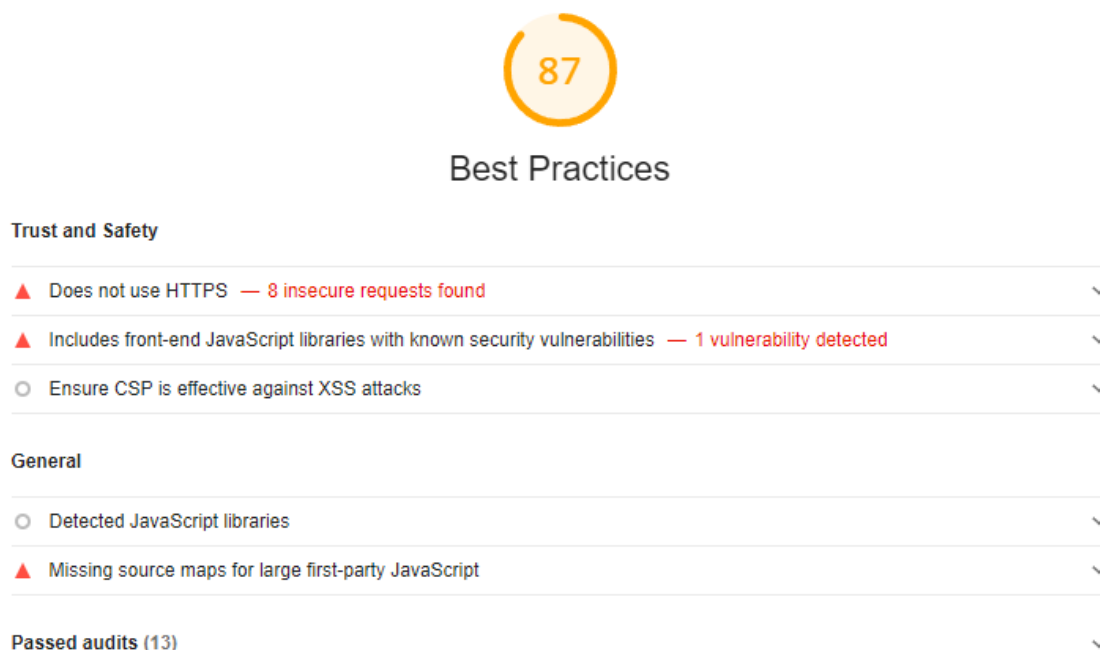 87
Best Practices
Trust and Safety
Does not use HTTPS — 8 insecure requests found
Includes front-end JavaScript libraries with known security vulnerabilities — 1 vulnerability detected
Ensure CSP is effective against XSS attacks
General
Detected JavaScript libraries
Missing source maps for large first-party JavaScript
Passed audits (13)